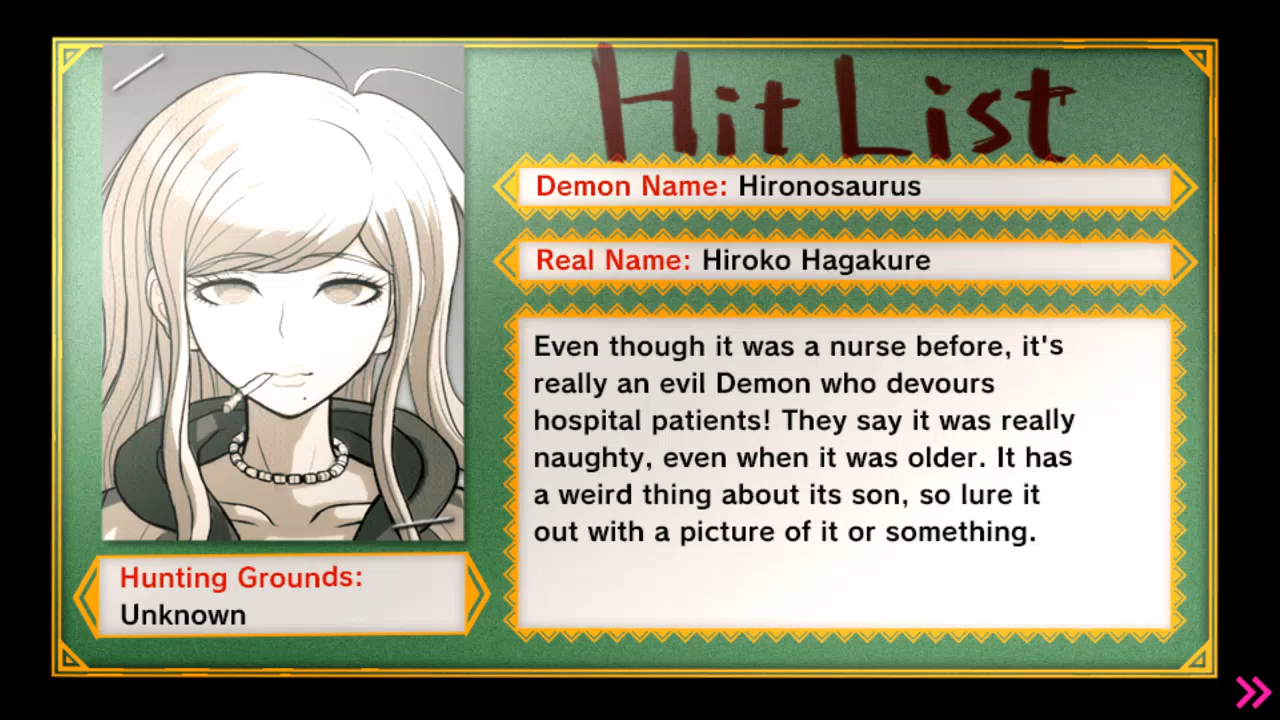 Hit List
Demon Name: Hironosaurus
Real Name: Hiroko Hagakure
Even though it was a nurse before, it's
really an evil Demon who devours
hospital patients! They say it was really
naughty, even when it was older. It has
a weird thing about its son, so lure it
out with a picture of it or something.
Hunting Grounds:
Unknown